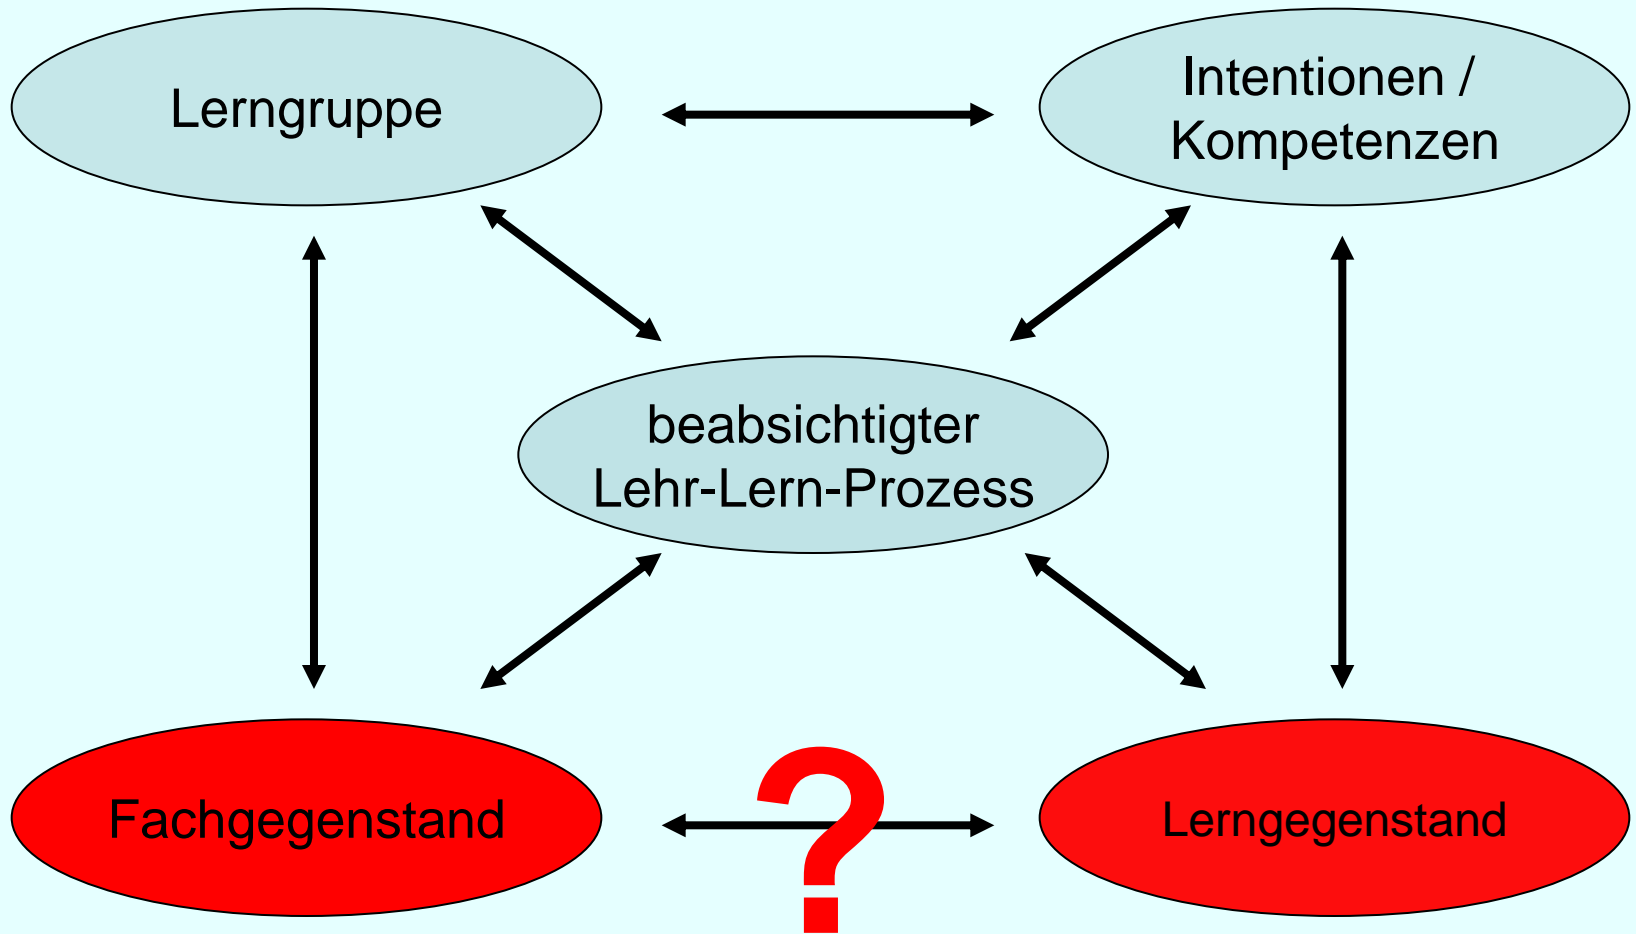 Lerngruppe
Intentionen /
Kompetenzen
beabsichtigter
Lehr-Lern-Prozess
Fachgegenstand
?
Lerngegenstand